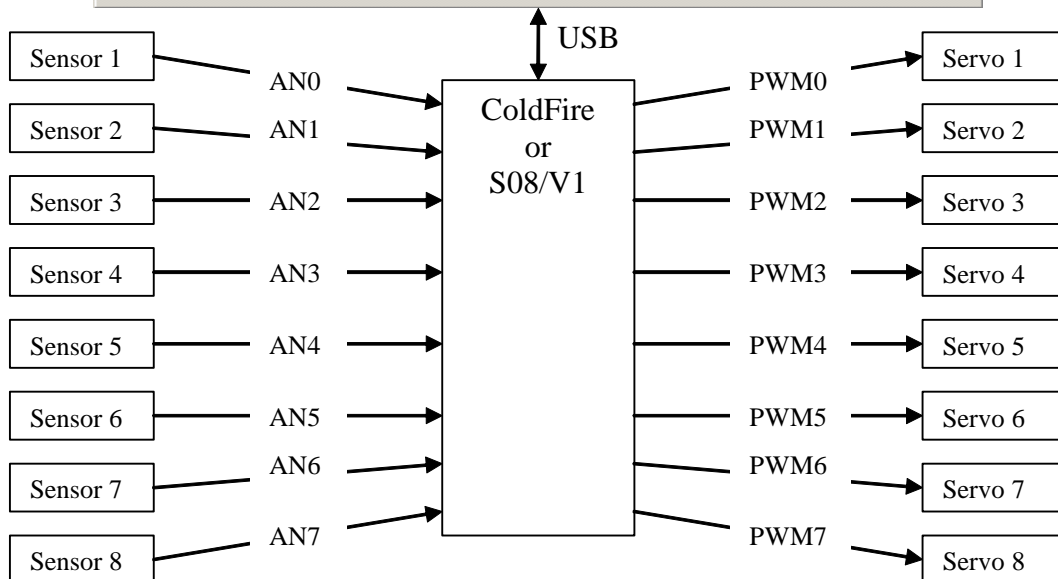 USB
Sensor 1
AN0
ColdFire
or
S08/V1
PWM0
Servo 1
Sensor 2
AN1
PWM1
Servo 2
Sensor 3
AN2
PWM2
Servo 3
Sensor 4
AN3
PWM3
Servo 4
Sensor 5
AN4
PWM4
Servo 5
Sensor 6
AN5
PWM5
Servo 6
Sensor 7
AN6
PWM6
Servo 7
Sensor 8
AN7
PWM7
Servo 8